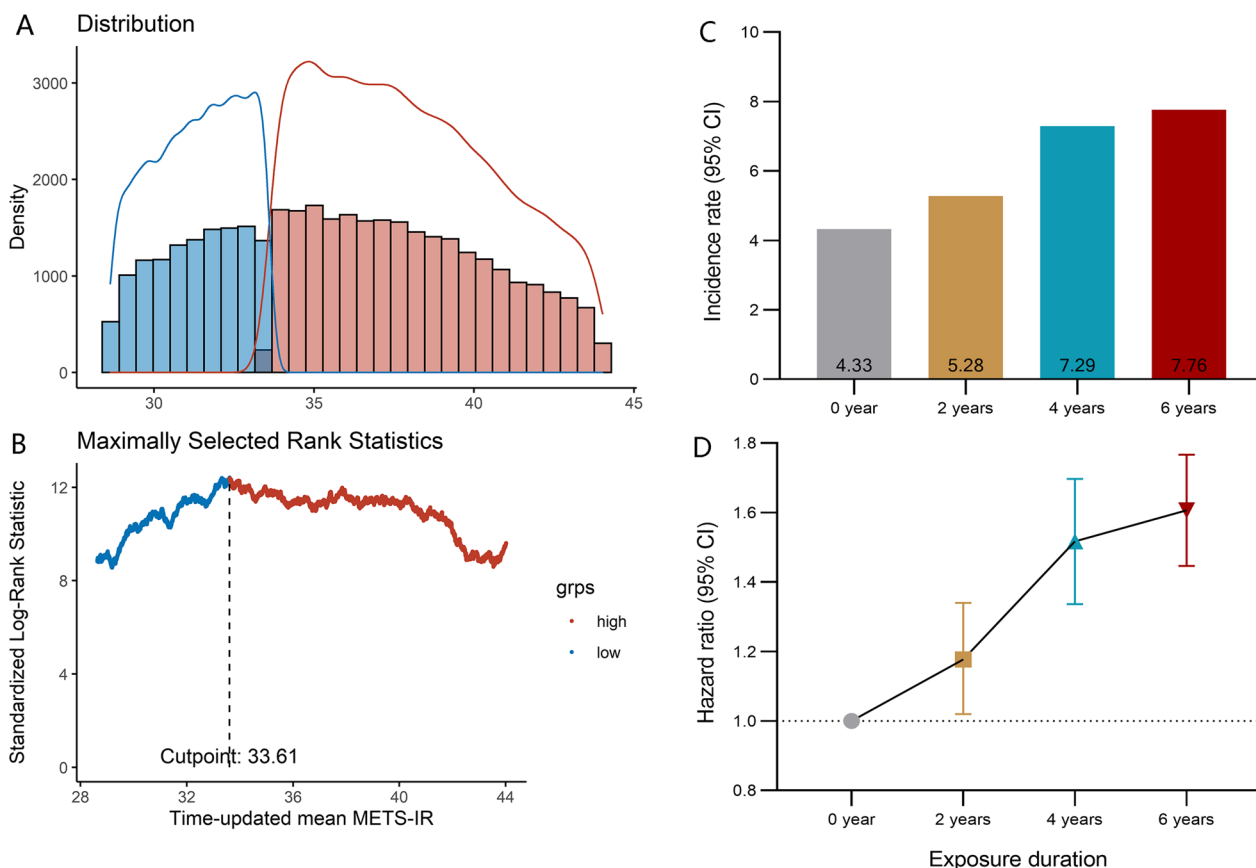 A
Distribution
Density
3000
2000
1000
0
30
35
40
45
B
Maximally Selected Rank Statistics
Standardized Log-Rank Statistic
12
8
4
0
Cutpoint: 33.61
28
32
36
40
44
Time-updated mean METS-IR
grps
high
low
C
Incidence rate (95% CI)
10
8
6
4
2
0
4.33
5.28
7.29
7.76
0 year
2 years
4 years
6 years
D
Hazard ratio (95% CI)
1.8
1.6
1.4
1.2
1.0
0.8
0 year
2 years
4 years
6 years
Exposure duration